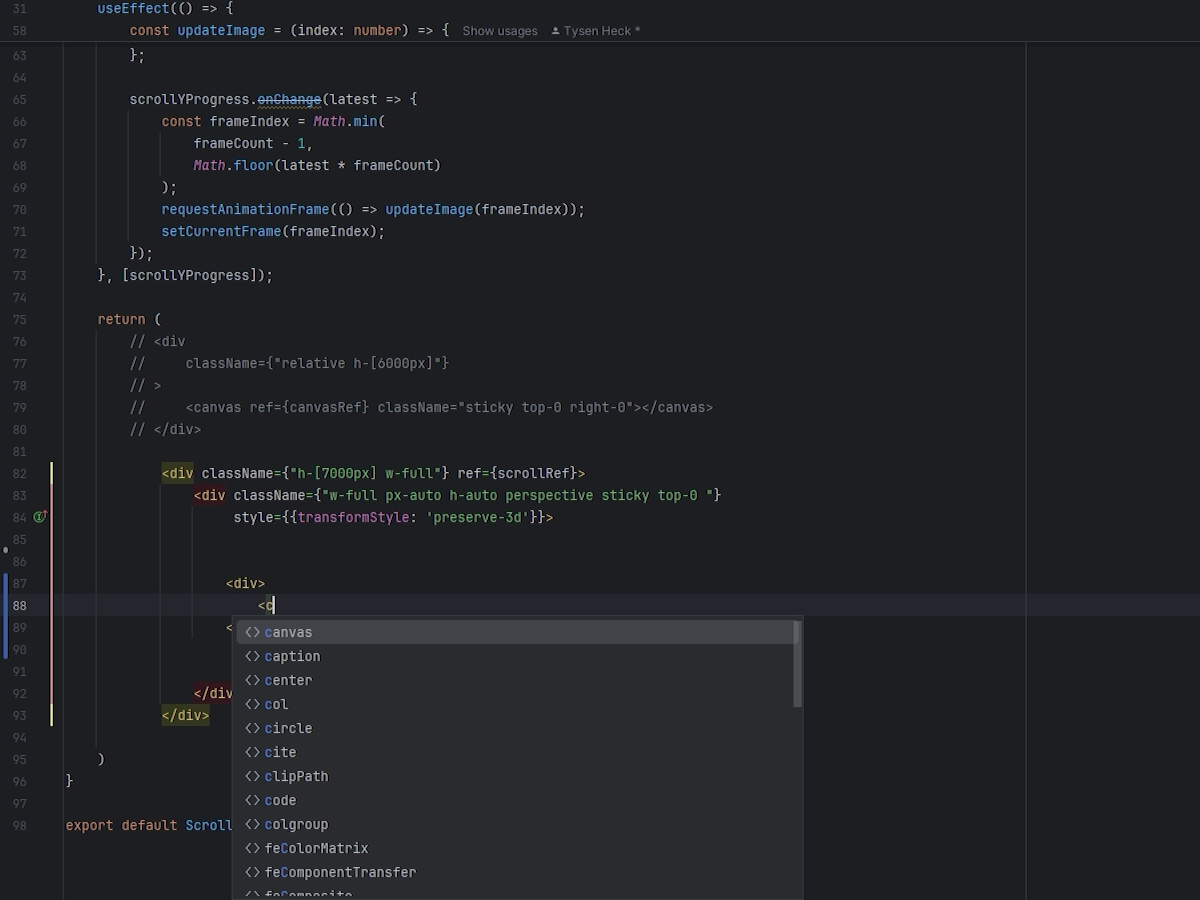 31 useEffect(() => {
58 const updateImage = (index: number) => { Show usages Tysen Heck *
63 };
64
65 scrollYProgress.onChange(latest => {
66 const frameIndex = Math.min(
67 frameCount - 1,
68 Math.floor(latest * frameCount)
69 );
70 requestAnimationFrame(() => updateImage(frameIndex));
71 setCurrentFrame(frameIndex);
72 });
73 }, [scrollYProgress]);
74
75 return (
76 // <div
77 // className={"relative h-[6000px]"}
78 // >
79 // <canvas ref={canvasRef} className="sticky top-0 right-0"></canvas>
80 // </div>
81
82 <div className={"h-[7000px] w-full"} ref={scrollRef}>
83 <div className={"w-full px-auto h-auto perspective sticky top-0 "}
84 style={{transformStyle: 'preserve-3d'}}>
85
86
87 <div>
88 <c
89 <
90
91
92 </div
93 </div>
94
95 )
96 }
97
98 export default Scroll
<> canvas
<> caption
<> center
<> col
<> circle
<> cite
<> clipPath
<> code
<> colgroup
<> feColorMatrix
<> feComponentTransfer
<> feComposite